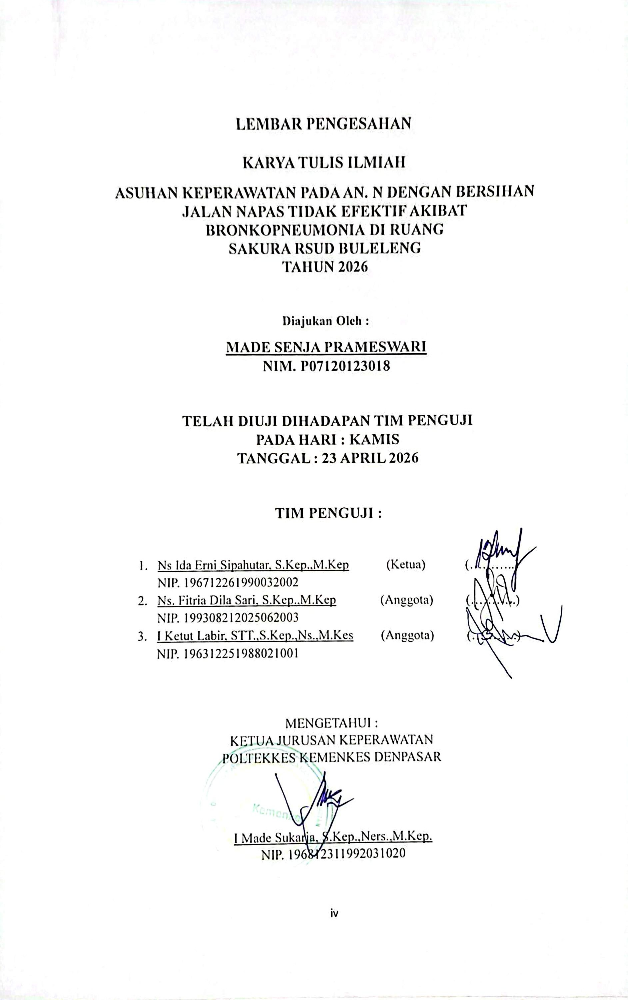 LEMBAR PENGESAHAN
KARYA TULIS ILMIAH
ASUHAN KEPERAWATAN PADA AN. N DENGAN BERSIHAN
JALAN NAPAS TIDAK EFEKTIF AKIBAT
BRONKOPNEUMONIA DI RUANG
SAKURA RSUD BULELENG
TAHUN 2026
Diajukan Oleh :
MADE SENJA PRAMESWARI
NIM. P07120123018
TELAH DIUJI DIHADAPAN TIM PENGUJI
PADA HARI : KAMIS
TANGGAL : 23 APRIL 2026
TIM PENGUJI :
1. Ns Ida Erni Sipahutar, S.Kep.,M.Kep (Ketua) (............
NIP. 196712261990032002
2. Ns. Fitria Dila Sari, S.Kep.,M.Kep (Anggota) (............)
NIP. 199308212025062003
3. I Ketut Labir, STT.,S.Kep.,Ns.,M.Kes (Anggota) (............)
NIP. 196312251988021001
MENGETAHUI :
KETUA JURUSAN KEPERAWATAN
POLTEKKES KEMENKES DENPASAR
I Made Sukarja, S.Kep.,Ners.,M.Kep.
NIP. 196812311992031020
iv